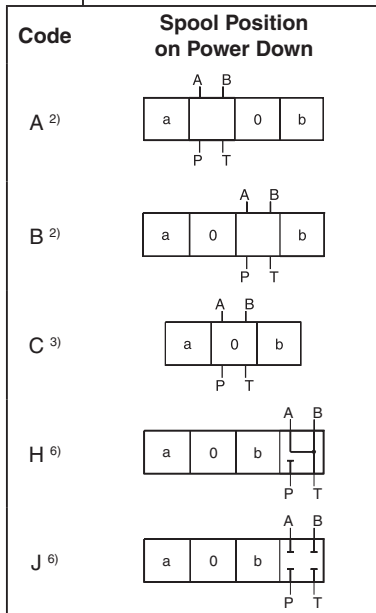 Code
Spool Position
on Power Down
A B
A 2)
a 0 b
P T
A B
B 2)
a 0 b
P T
A B
C 3)
a 0 b
P T
A B
H 6)
a 0 b
P T
A B
J 6)
a 0 b
P T